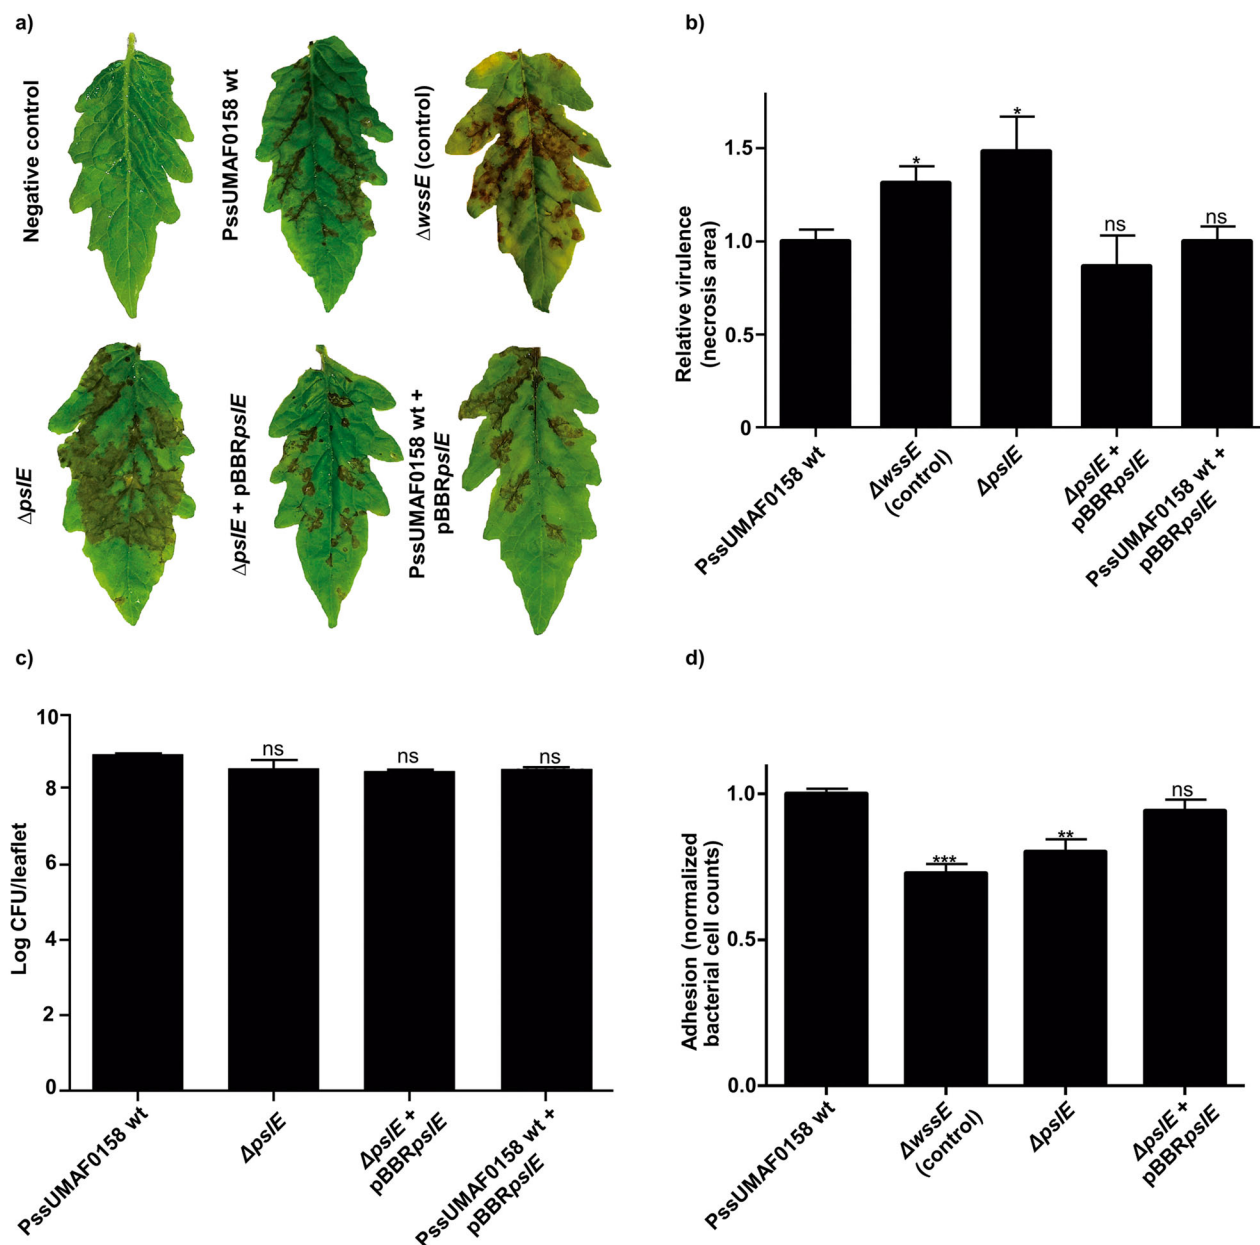 a)
Negative control
PssUMAF0158 wt
ΔwssE (control)
ΔpslE
ΔpslE + pBBRpslE
PssUMAF0158 wt +
pBBRpslE
b)
Relative virulence
(necrosis area)
1.5
1.0
0.5
0
*
*
ns
ns
PssUMAF0158 wt
ΔwssE
(control)
ΔpslE
ΔpslE +
pBBRpslE
PssUMAF0158 wt +
pBBRpslE
c)
Log CFU/leaflet
10
8
6
4
2
0
ns
ns
ns
PssUMAF0158 wt
ΔpslE
ΔpslE +
pBBRpslE
PssUMAF0158 wt +
pBBRpslE
d)
Adhesion (normalized
bacterial cell counts)
1.0
0.5
0.0
***
**
ns
PssUMAF0158 wt
ΔwssE
(control)
ΔpslE
ΔpslE +
pBBRpslE